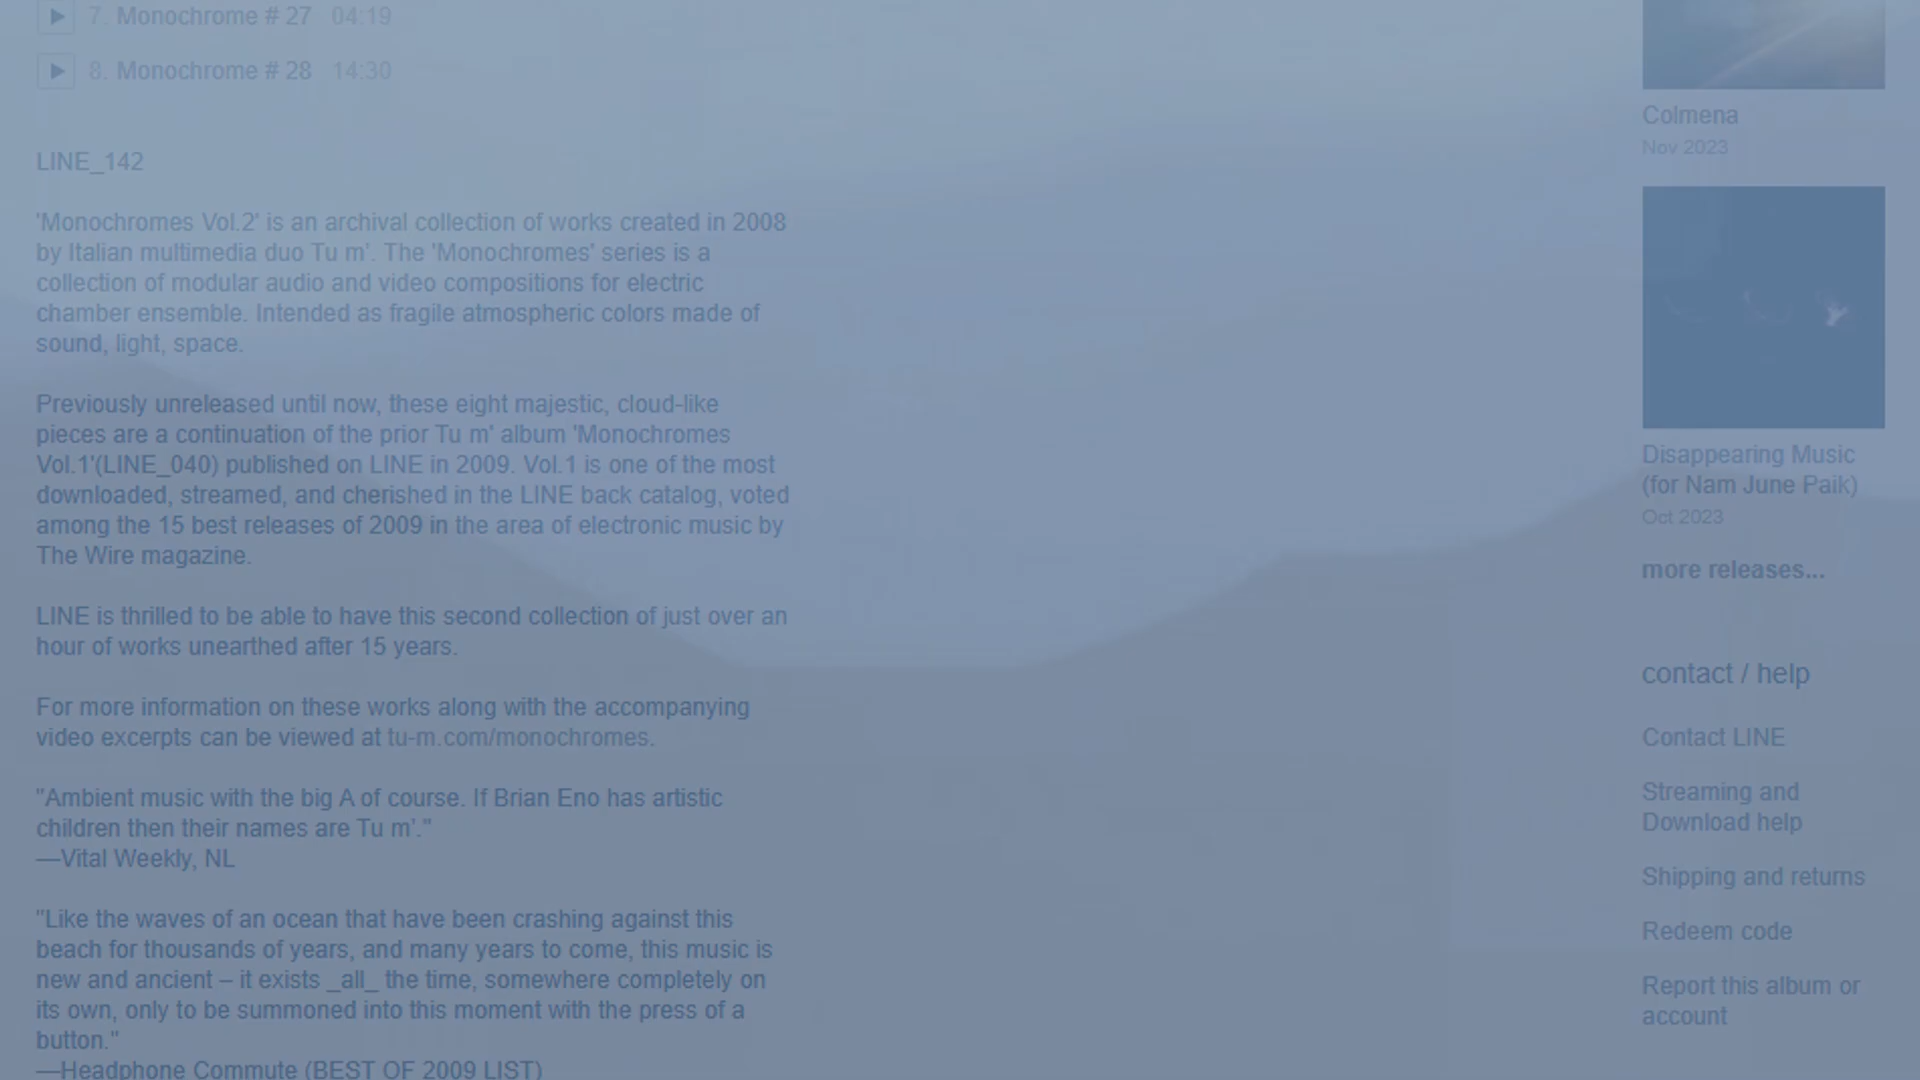 7. Monochrome # 27 04:19
8. Monochrome # 28 14:30
LINE_142
'Monochromes Vol.2' is an archival collection of works created in 2008
by Italian multimedia duo Tu m'. The 'Monochromes' series is a
collection of modular audio and video compositions for electric
chamber ensemble. Intended as fragile atmospheric colors made of
sound, light, space.
Previously unreleased until now, these eight majestic, cloud-like
pieces are a continuation of the prior Tu m' album 'Monochromes
Vol.1'(LINE_040) published on LINE in 2009. Vol.1 is one of the most
downloaded, streamed, and cherished in the LINE back catalog, voted
among the 15 best releases of 2009 in the area of electronic music by
The Wire magazine.
LINE is thrilled to be able to have this second collection of just over an
hour of works unearthed after 15 years.
For more information on these works along with the accompanying
video excerpts can be viewed at tu-m.com/monochromes.
"Ambient music with the big A of course. If Brian Eno has artistic
children then their names are Tu m'."
—Vital Weekly, NL
"Like the waves of an ocean that have been crashing against this
beach for thousands of years, and many years to come, this music is
new and ancient – it exists _all_ the time, somewhere completely on
its own, only to be summoned into this moment with the press of a
button."
—Headphone Commute (BEST OF 2009 LIST)
Colmena
Nov 2023
Disappearing Music
(for Nam June Paik)
Oct 2023
more releases...
contact / help
Contact LINE
Streaming and
Download help
Shipping and returns
Redeem code
Report this album or
account